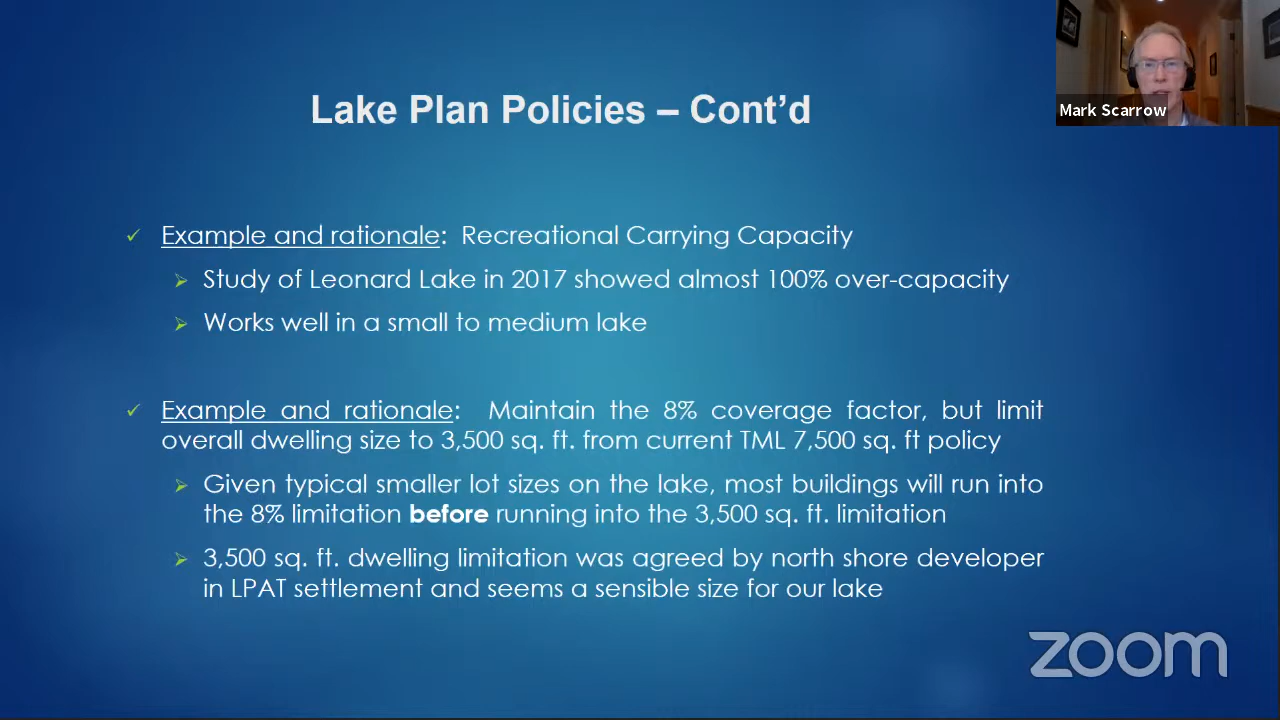 Lake Plan Policies – Cont'd
Mark Scarrow
Example and rationale: Recreational Carrying Capacity
Study of Leonard Lake in 2017 showed almost 100% over-capacity
Works well in a small to medium lake
Example and rationale: Maintain the 8% coverage factor, but limit
overall dwelling size to 3,500 sq. ft. from current TML 7,500 sq. ft policy
Given typical smaller lot sizes on the lake, most buildings will run into
the 8% limitation before running into the 3,500 sq. ft. limitation
3,500 sq. ft. dwelling limitation was agreed by north shore developer
in LPAT settlement and seems a sensible size for our lake
zoom